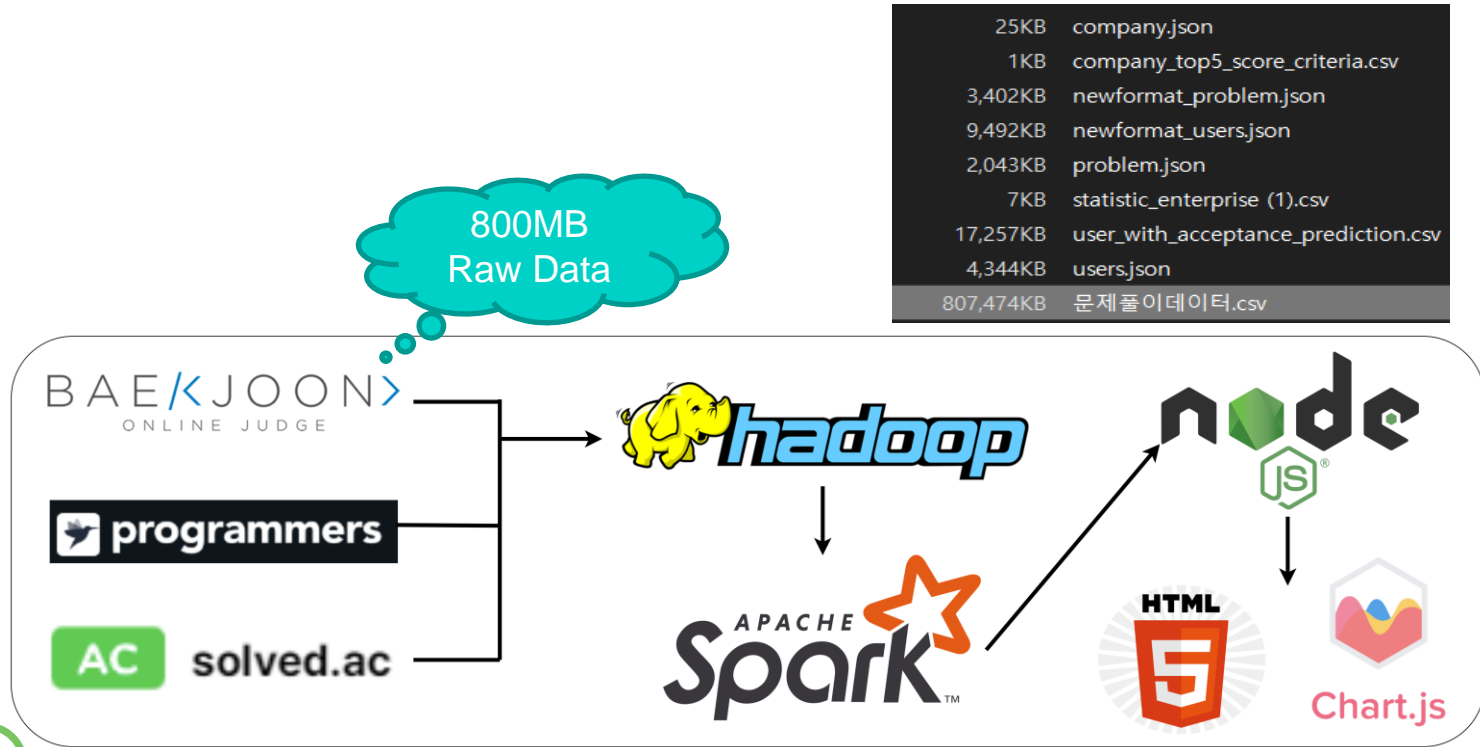 25KB company.json
1KB company_top5_score_criteria.csv
3,402KB newformat_problem.json
9,492KB newformat_users.json
2,043KB problem.json
7KB statistic_enterprise (1).csv
17,257KB user_with_acceptance_prediction.csv
4,344KB users.json
807,474KB 문제풀이데이터.csv
800MB
Raw Data
BAE/<JOON>
ONLINE JUDGE
programmers
AC solved.ac
hadoop
APACHE
Spark™
node
JS®
HTML
5
Chart.js